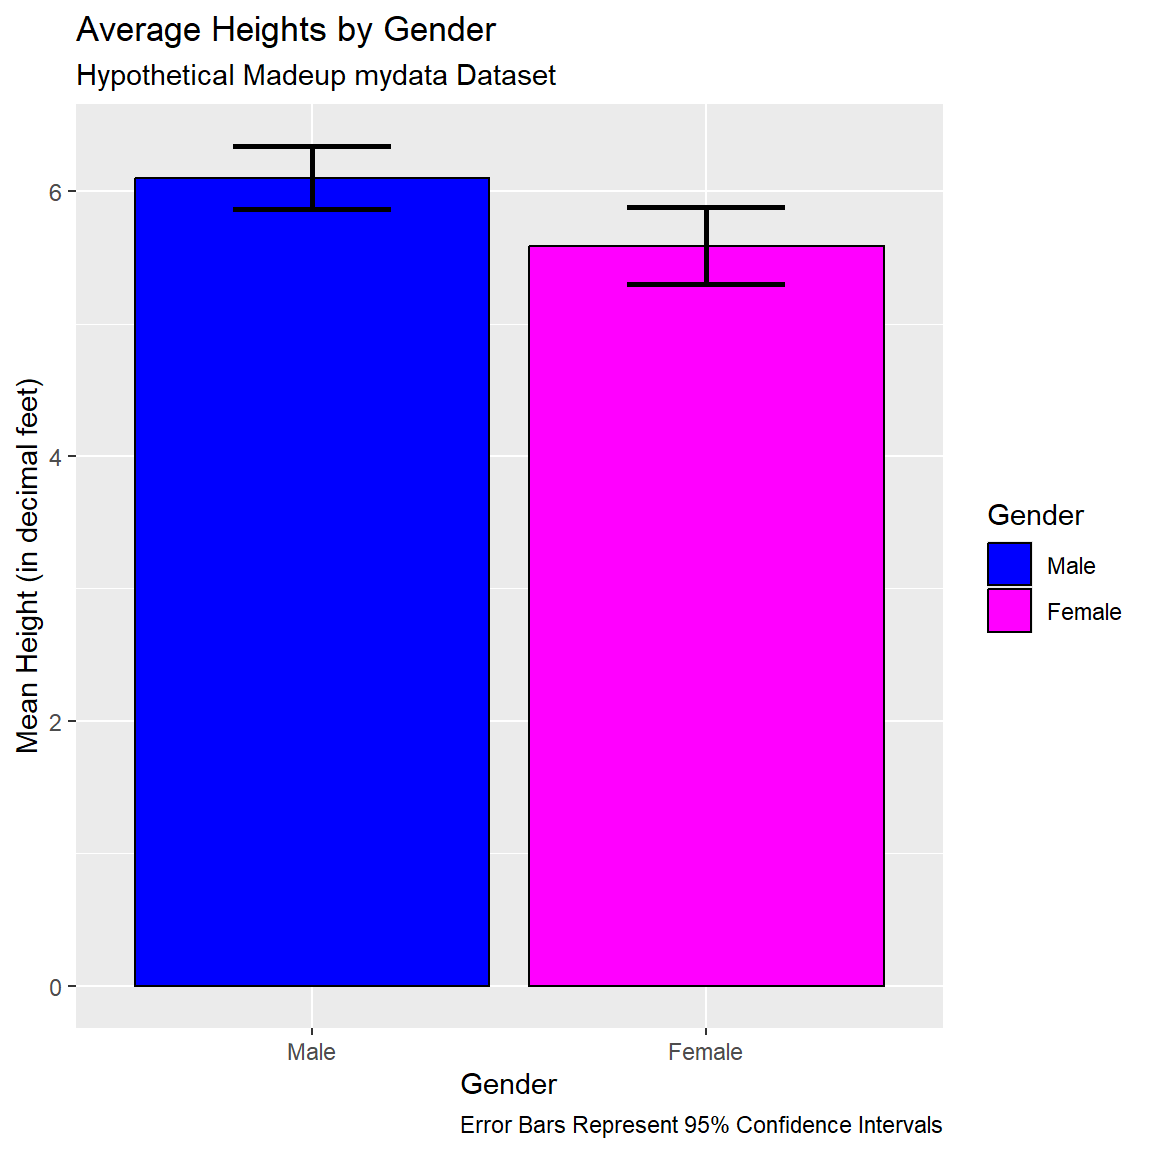 Average Heights by Gender
Hypothetical Madeup mydata Dataset
Mean Height (in decimal feet)
6
4
2
0
Male
Female
Gender
Error Bars Represent 95% Confidence Intervals
Gender
Male
Female